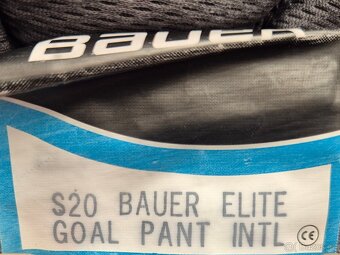 BAUER
S20 BAUER ELITE
GOAL PANT INTL
CE